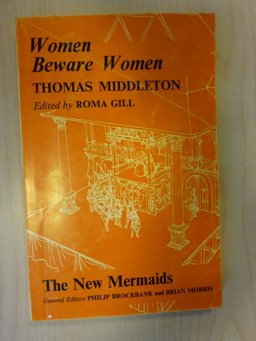 Women
Beware Women
THOMAS MIDDLETON
Edited by ROMA GILL
The New Mermaids
General Editors PHILIP BROCKBANK and BRIAN MORRIS